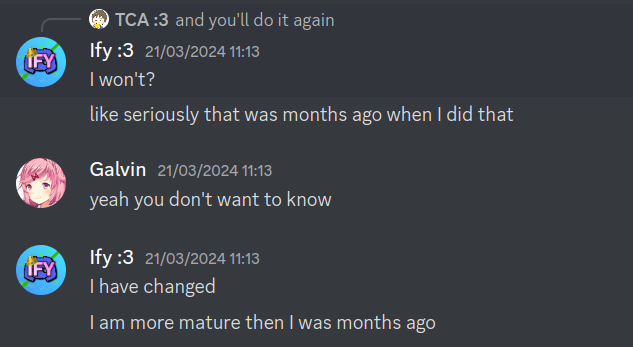 TCA :3 and you'll do it again
IFY
Ify :3 21/03/2024 11:13
I won't?
like seriously that was months ago when I did that
Galvin 21/03/2024 11:13
yeah you don't want to know
IFY
Ify :3 21/03/2024 11:13
I have changed
I am more mature then I was months ago